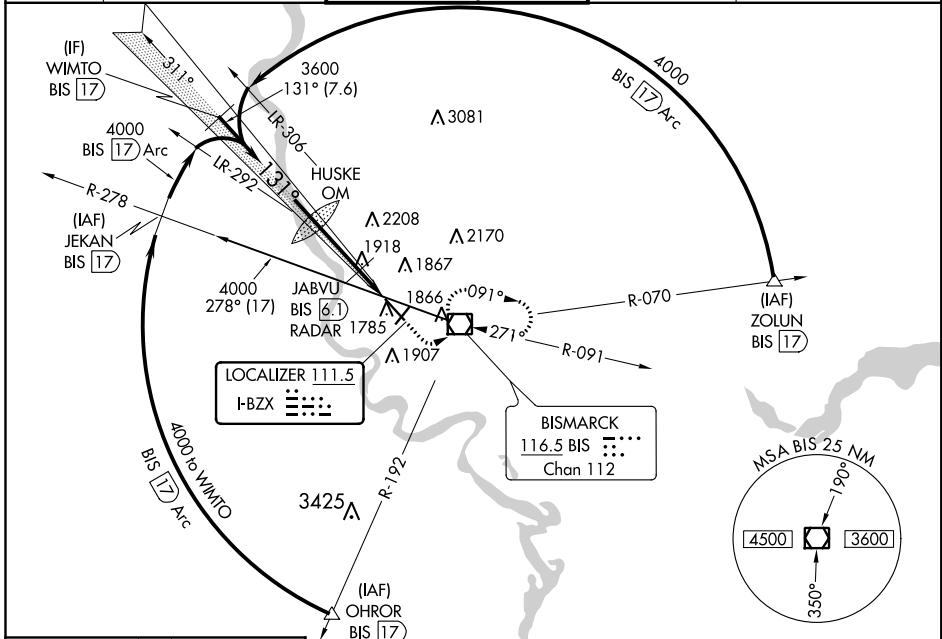 (IF)
WIMTO
BIS 17
311°
3600
131° (7.6)
4000
BIS 17 Arc
3081
4000
BIS 17 Arc
LR-306
LR-292
131°
HUSKE
OM
R-278
(IAF)
JEKAN
BIS 17
2208
2170
1918
1867
4000
278° (17)
JABVU
BIS 6.1
RADAR
1785
1866
091°
271°
R-070
(IAF)
ZOLUN
BIS 17
R-091
1907
LOCALIZER 111.5
I-BZX
BISMARCK
116.5 BIS
Chan 112
4000 to WIMTO
BIS 17 Arc
R-192
3425
(IAF)
OHROR
BIS 17
MSA BIS 25 NM
190°
4500
3600
350°